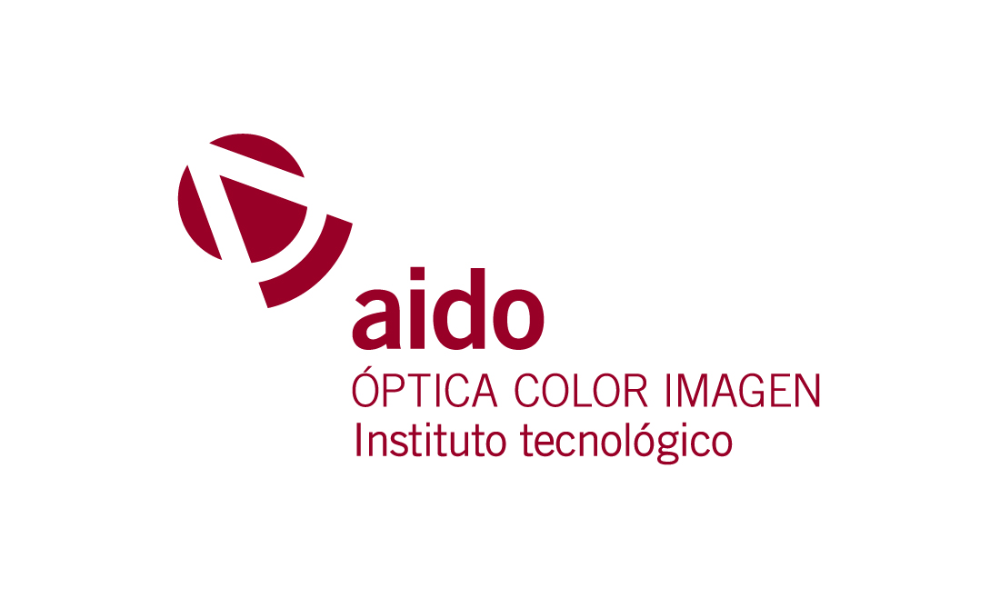 aido
ÓPTICA COLOR IMAGEN
Instituto tecnológico